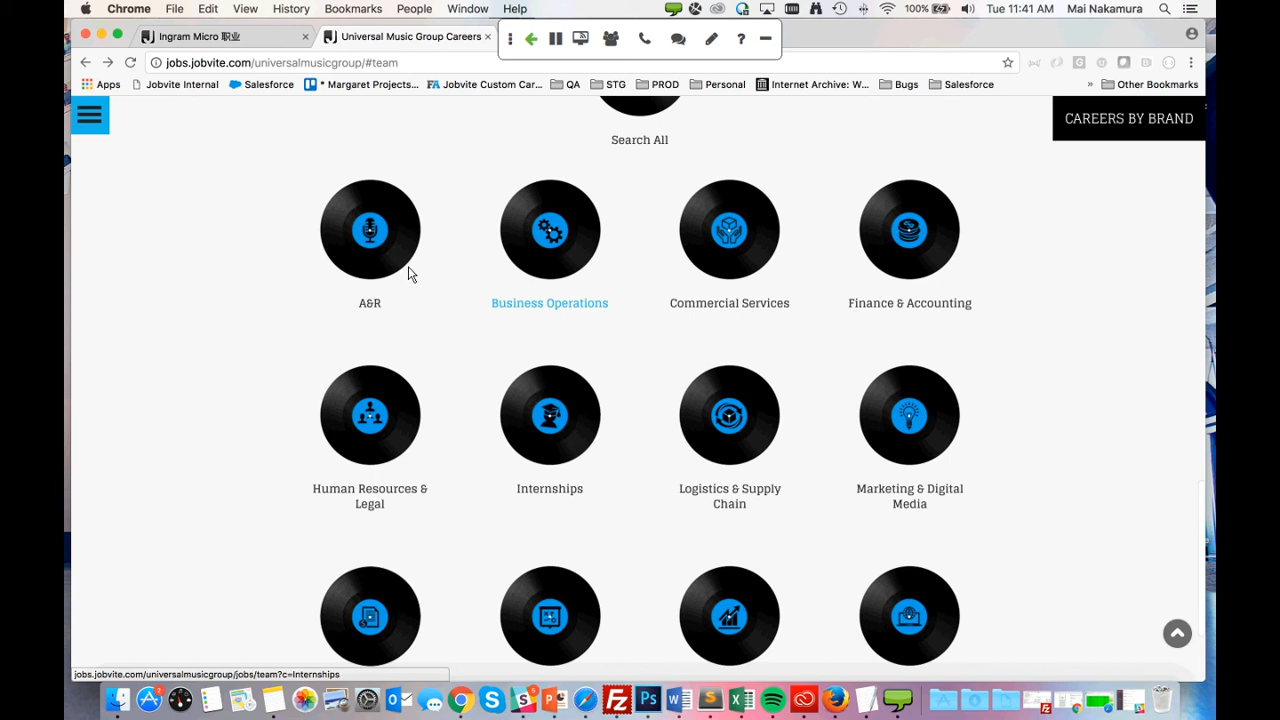 Chrome File Edit View History Bookmarks People Window Help 100% Tue 11:41 AM Mai Nakamura
Ingram Micro 职业 × Universal Music Group Careers ×
jobs.jobvite.com/universalmusicgroup/#team
Apps Jobvite Internal Salesforce * Margaret Projects... Jobvite Custom Car... QA STG PROD Personal Internet Archive: W... Bugs Salesforce » Other Bookmarks
CAREERS BY BRAND
Search All
A&R Business Operations Commercial Services Finance & Accounting
Human Resources & Legal
Internships
Logistics & Supply Chain
Marketing & Digital Media
jobs.jobvite.com/universalmusicgroup/jobs/team?c=Internships